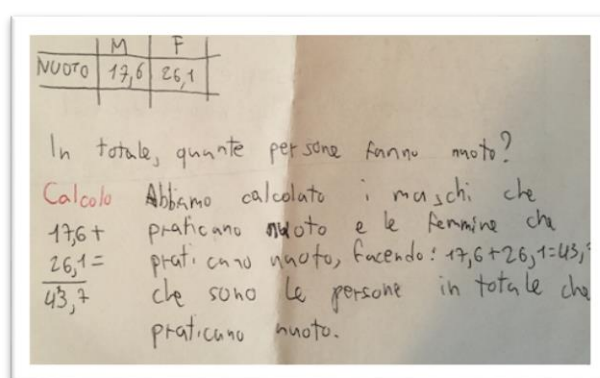 M F
NUOTO 17,6 26,1
In totale, quante persone fanno nuoto?
Calcolo Abbiamo calcolato i maschi che
17,6+ praticano nuoto e le femmine che
26,1= praticano nuoto, facendo: 17,6+26,1=43,
43,7 che sono le persone in totale che
praticano nuoto.